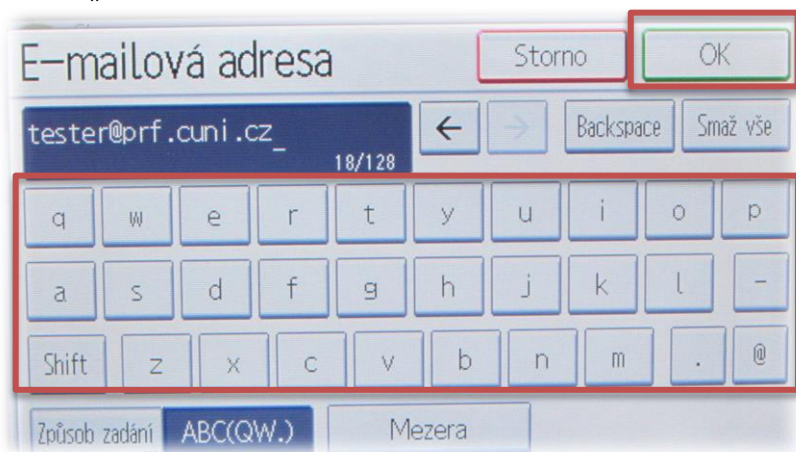 E-mailová adresa Storno OK
tester@prf.cuni.cz_ ← → Backspace Smaž vše
18/128
q w e r t y u i o p
a s d f g h j k l -
Shift z x c v b n m . @
Způsob zadání ABC(QW.) Mezera